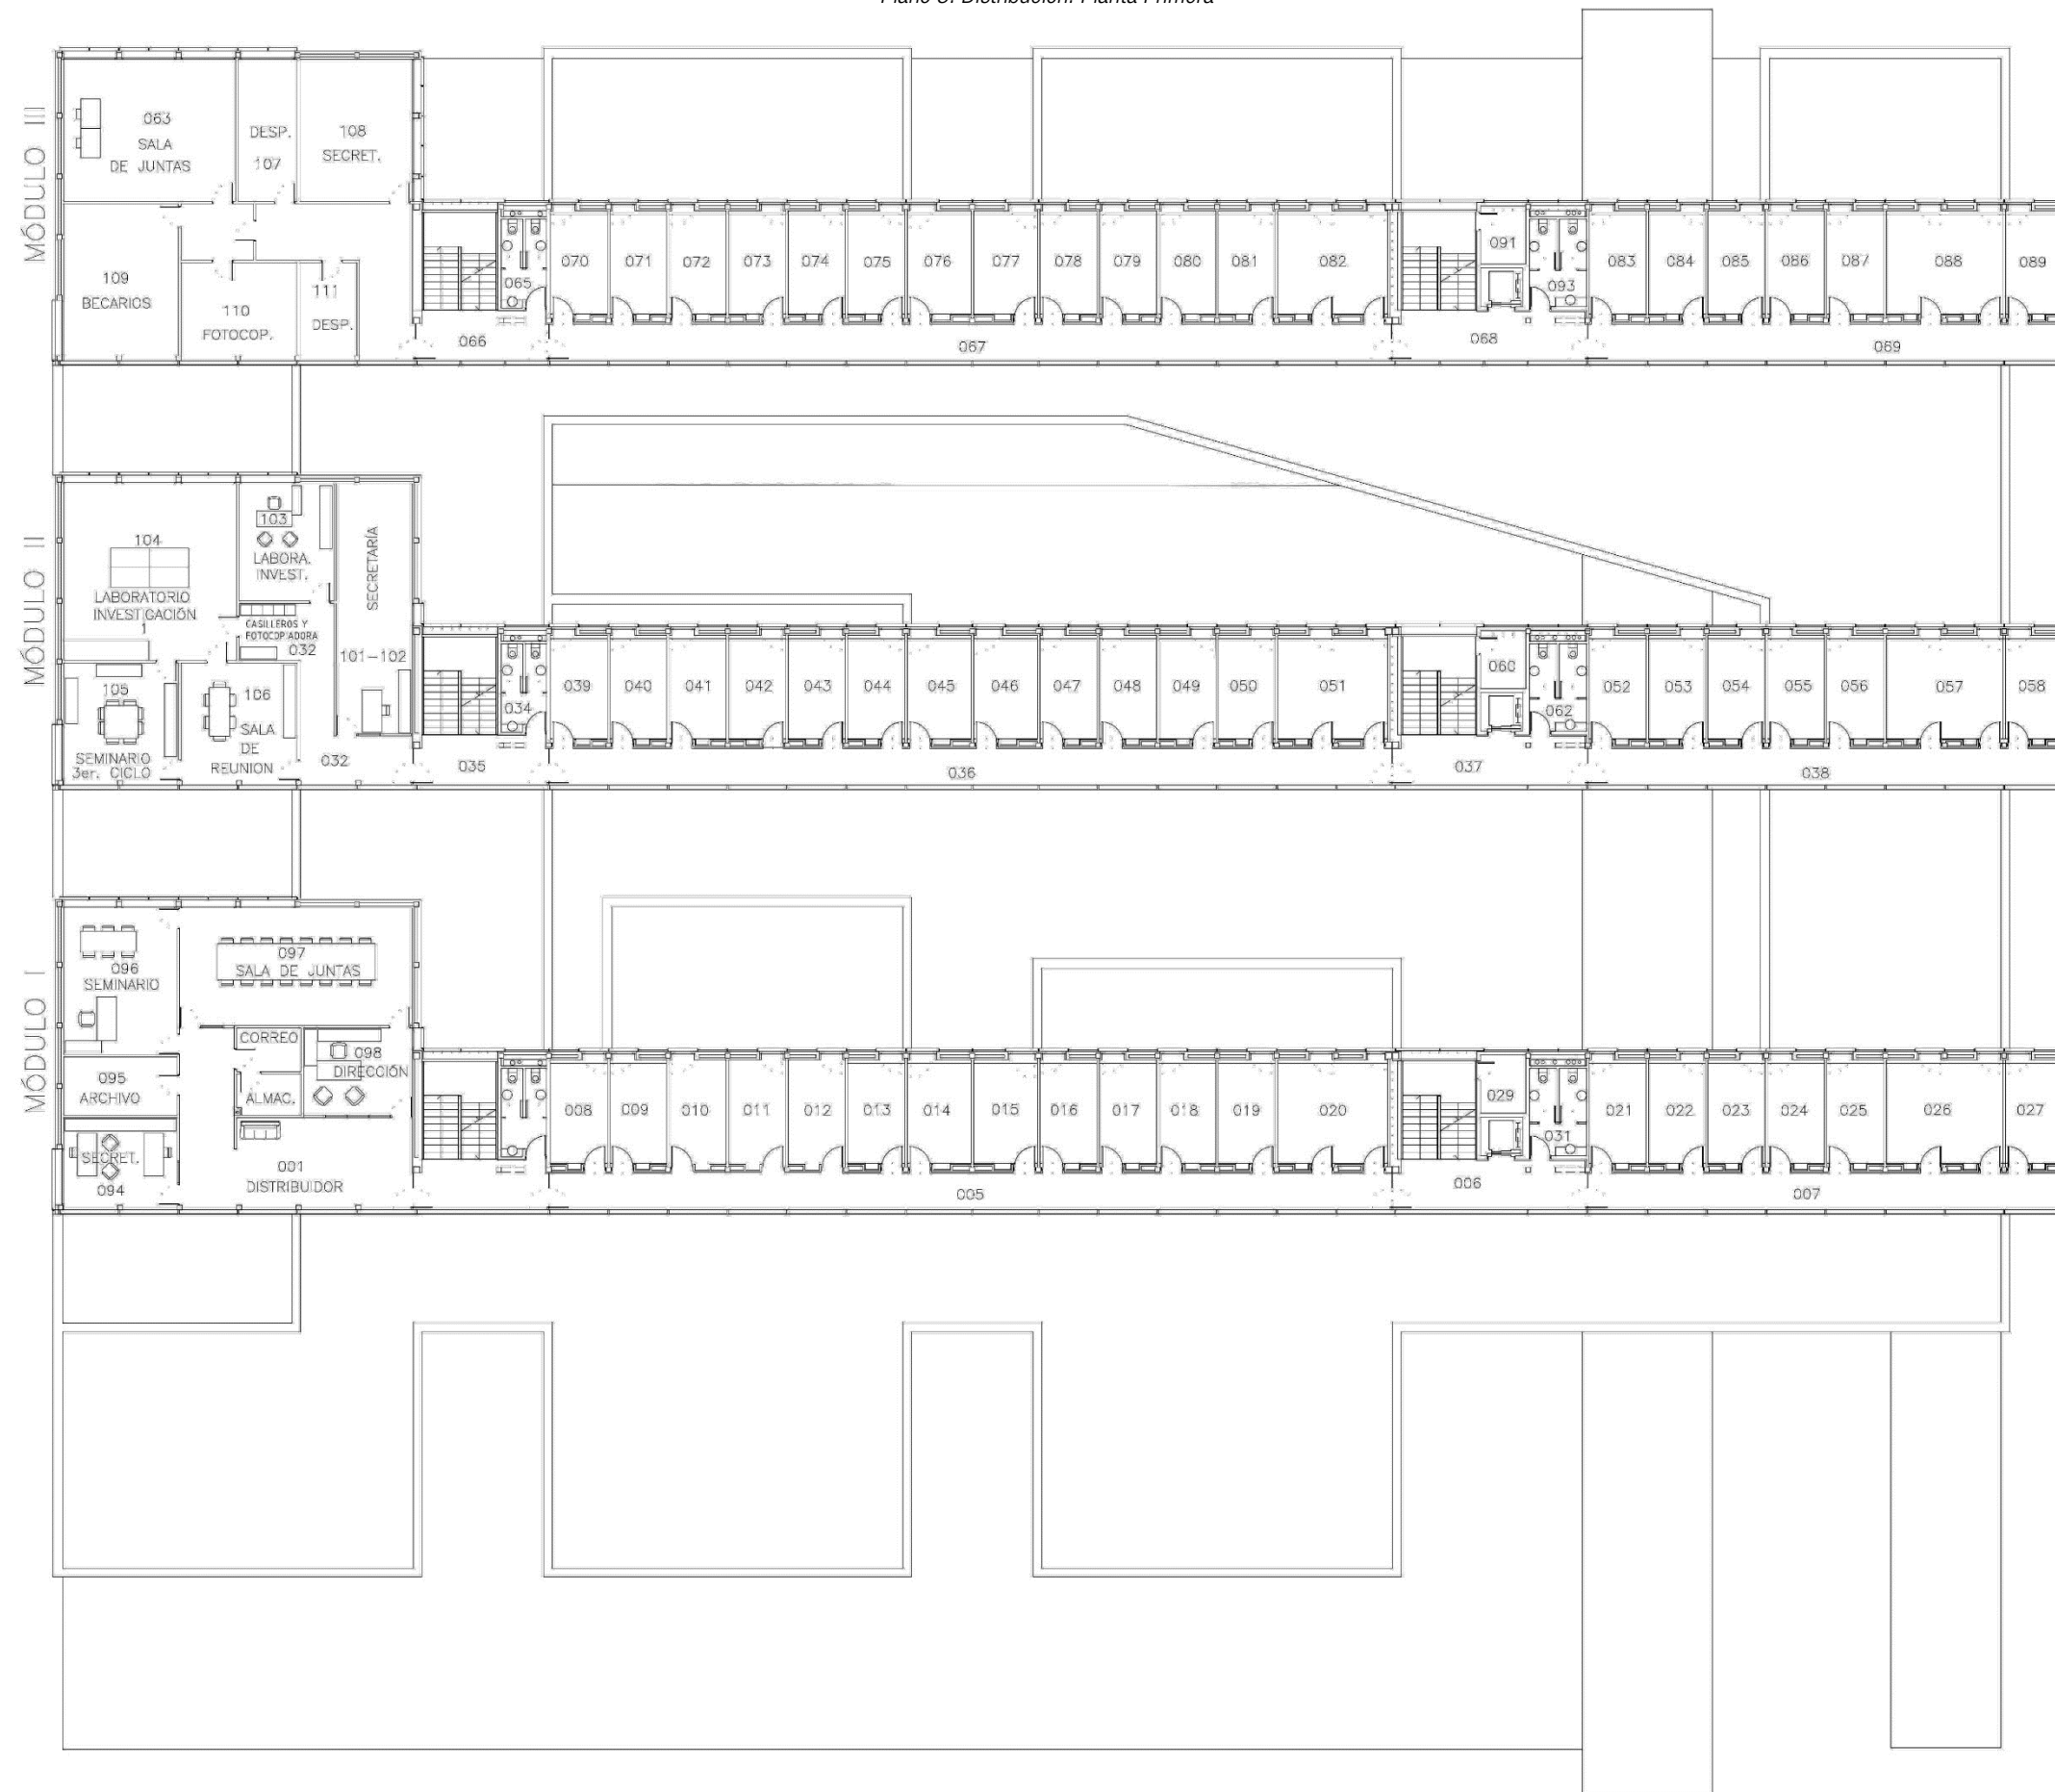 Plano 3. Distribución. Planta Primera
MÓDULO III
063
SALA
DE JUNTAS
DESP.
107
108
SECRET.
109
BECARIOS
110
FOTOCOP.
111
DESP.
065
066
070 071 072 073 074 075 076 077 078 079 080 081 082
067
091
093
068
083 084 085 086 087 088 089
069
MÓDULO II
104
LABORATORIO
INVESTIGACIÓN
1
103
LABORA.
INVEST.
SECRETARÍA
101-102
CASILLEROS Y
FOTOCOPIADORA
032
105
SEMINARIO
3er. CICLO
106
SALA
DE
REUNION
032
034
035
039 040 041 042 043 044 045 046 047 048 049 050 051
036
060
062
037
052 053 054 055 056 057 058
038
MÓDULO I
096
SEMINARIO
097
SALA DE JUNTAS
CORREO
098
DIRECCIÓN
095
ARCHIVO
ALMAC.
SECRET.
094
001
DISTRIBUIDOR
008 009 010 011 012 013 014 015 016 017 018 019 020
005
029
031
006
021 022 023 024 025 026 027
007